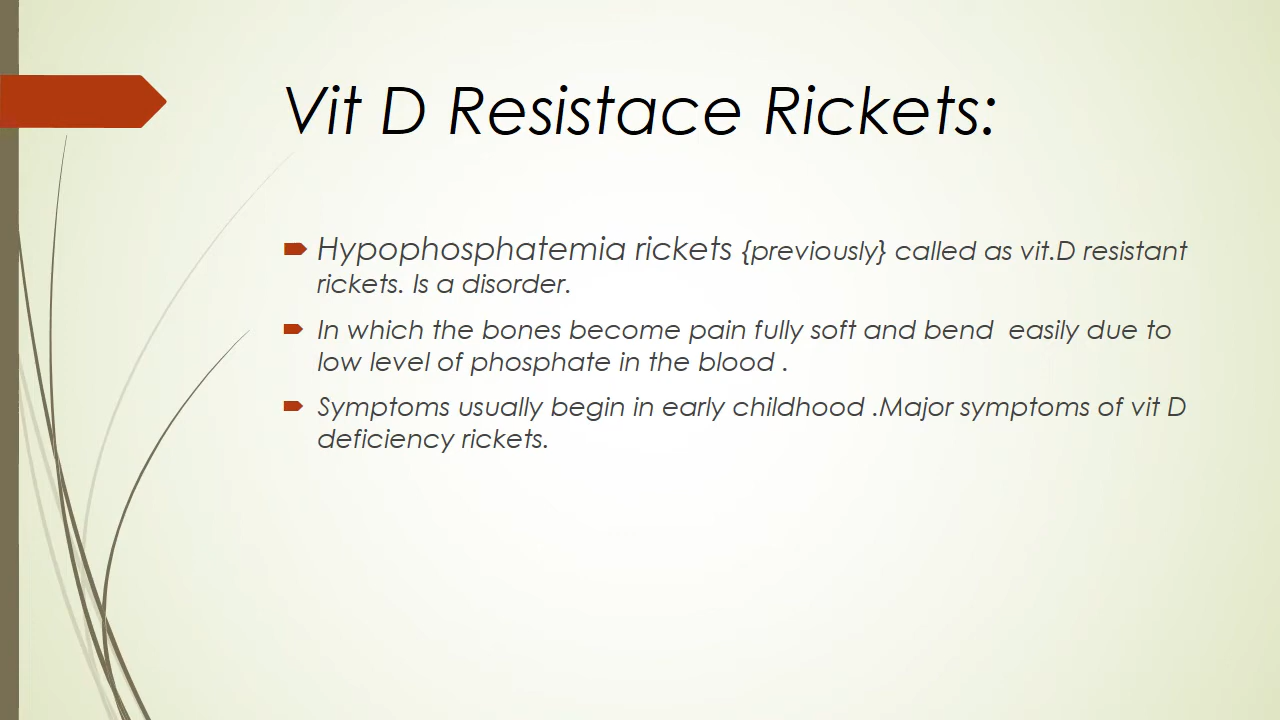 Vit D Resistace Rickets:
Hypophosphatemia rickets {previously} called as vit.D resistant
rickets. Is a disorder.
In which the bones become pain fully soft and bend  easily due to
low level of phosphate in the blood .
Symptoms usually begin in early childhood .Major symptoms of vit D
deficiency rickets.